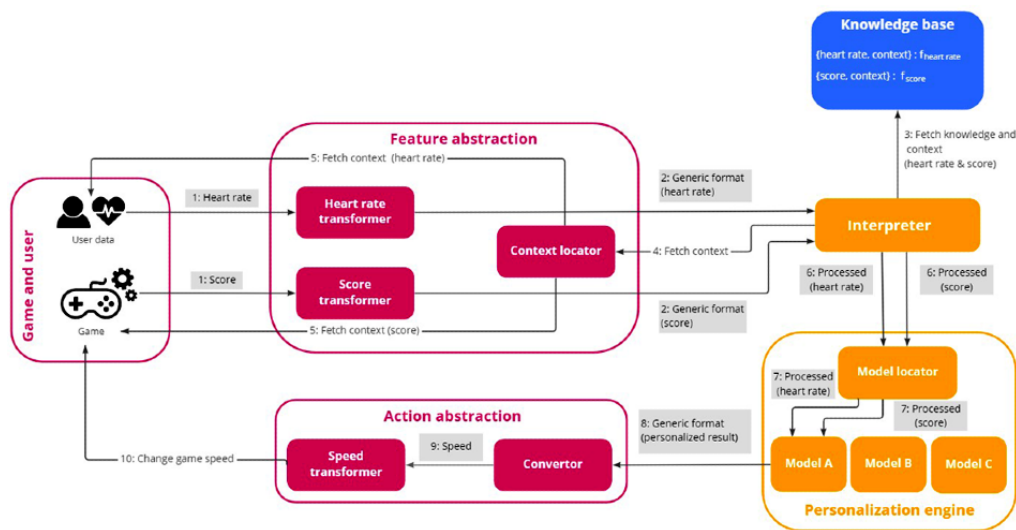 Knowledge base
{heart rate, context} : f heart rate
{score, context} : f score
3: Fetch knowledge and
context
(heart rate & score)
Feature abstraction
5: Fetch context (heart rate)
2: Generic format
(heart rate)
1: Heart rate
Heart rate
transformer
User data
Context locator
4: Fetch context
Interpreter
Game and user
1: Score
Score
transformer
6: Processed
(heart rate)
6: Processed
(score)
Game
5: Fetch context (score)
2: Generic format
(score)
Model locator
7: Processed
(heart rate)
7: Processed
(score)
Action abstraction
8: Generic format
(personalized result)
10: Change game speed
Speed
transformer
9: Speed
Convertor
Model A
Model B
Model C
Personalization engine